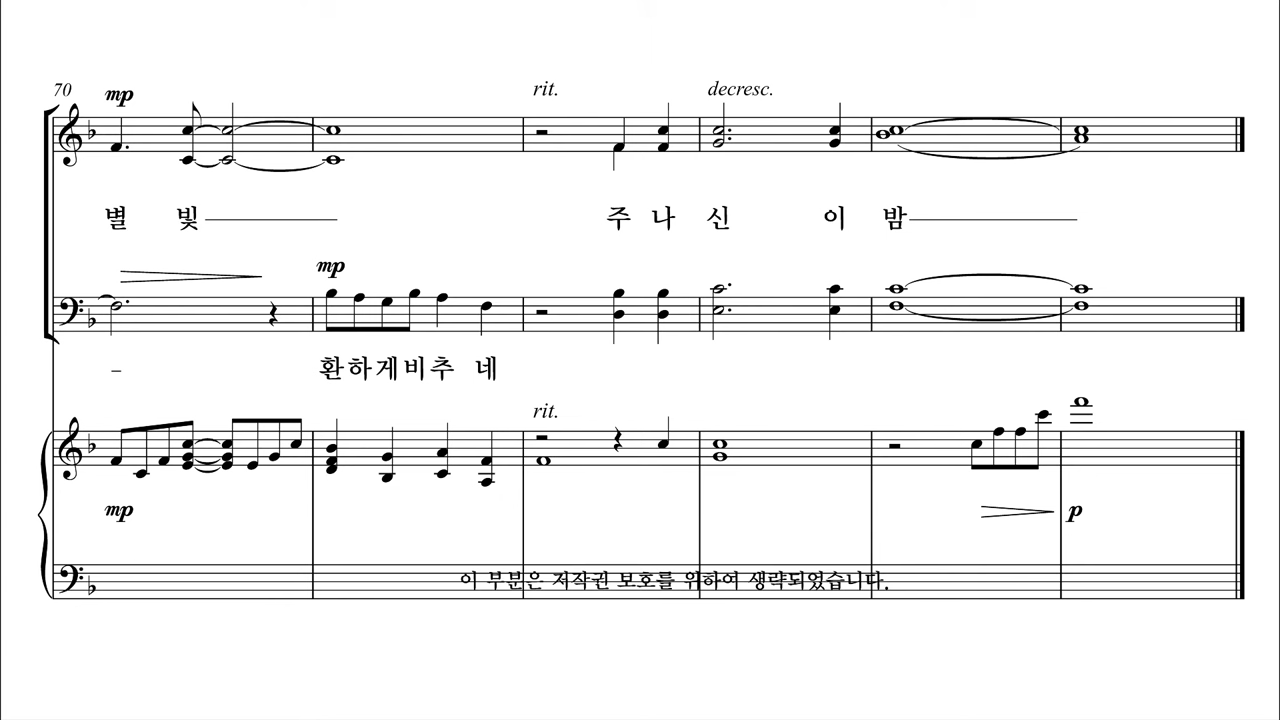 70 mp rit. decresc.
별 빛 주 나 신 이 밤
mp
- 환하게비추 네
rit.
mp p
이 부분은 저작권 보호를 위하여 생략되었습니다.